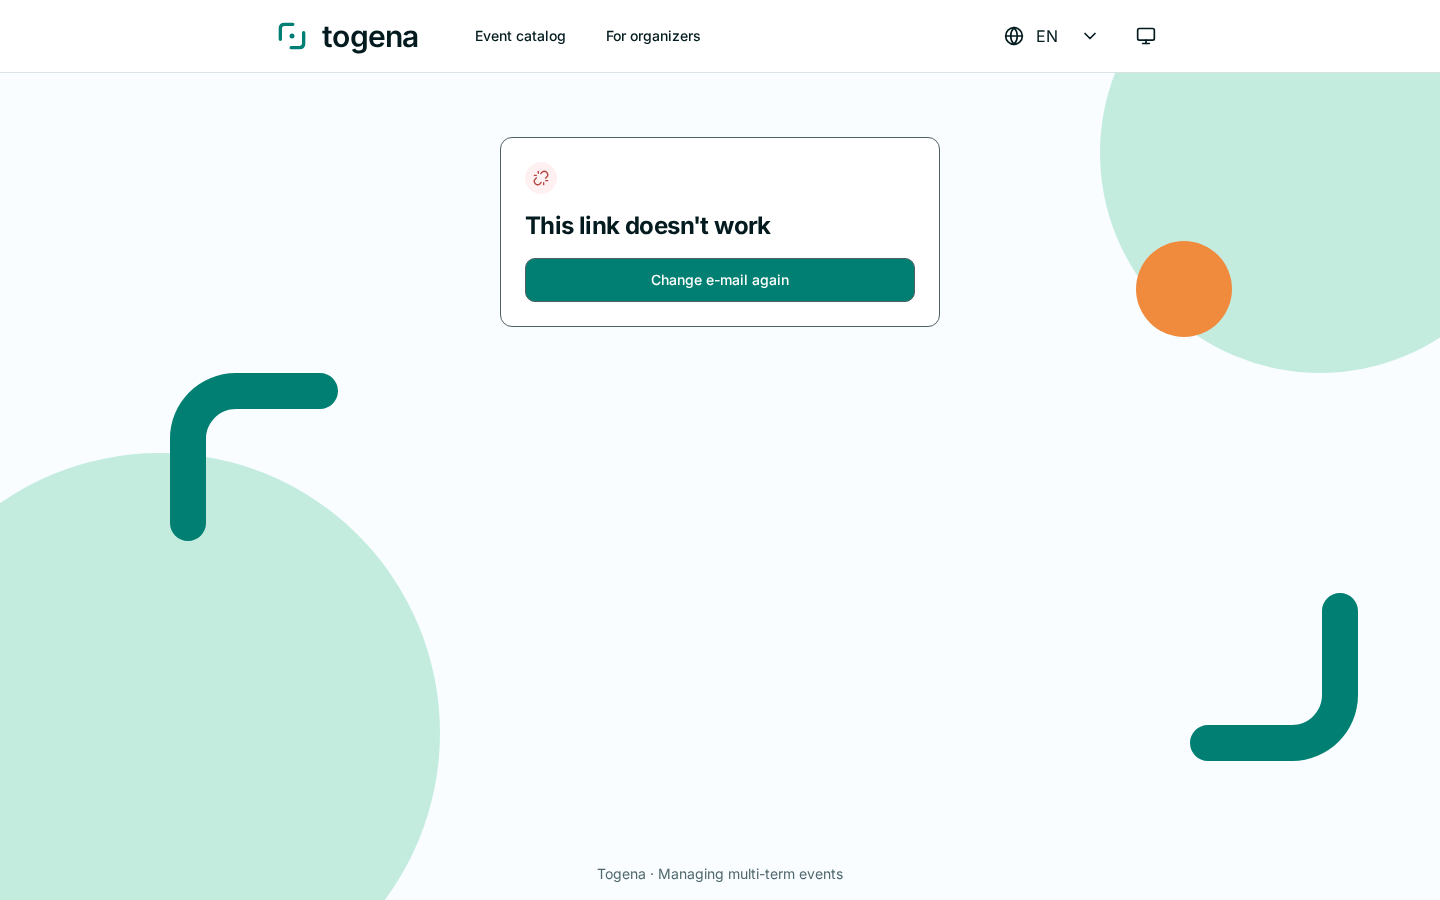 togena
Event catalog
For organizers
EN
This link doesn't work
Change e-mail again
Togena · Managing multi-term events